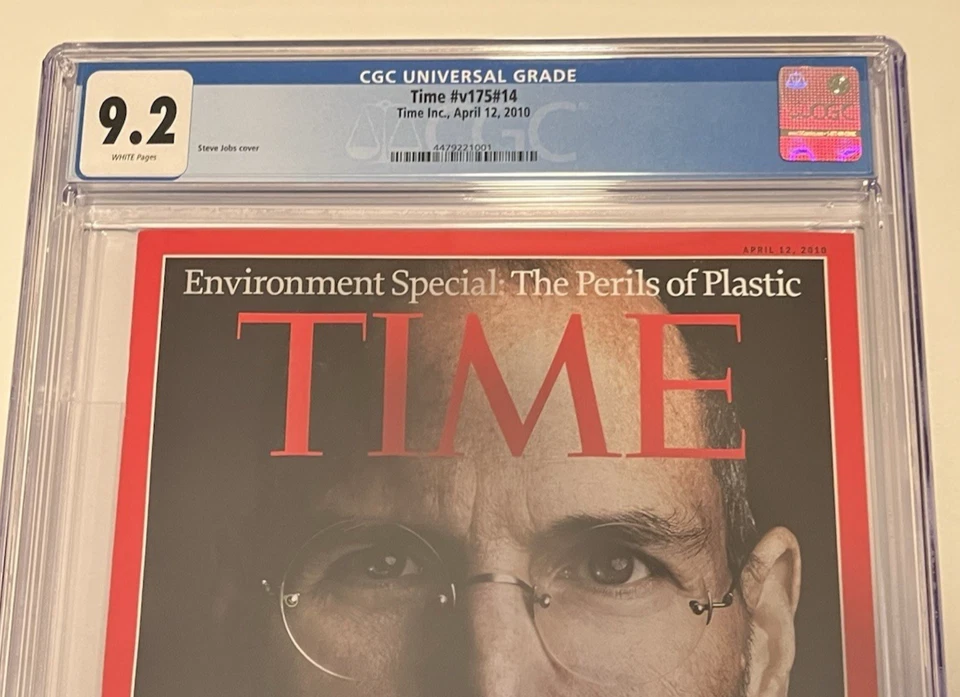 CGC UNIVERSAL GRADE
9.2
WHITE Pages
Time #v175#14
Time Inc., April 12, 2010
Steve Jobs cover
4479221001
CGC
CGC
APRIL 12, 2010
Environment Special: The Perils of Plastic
TIME